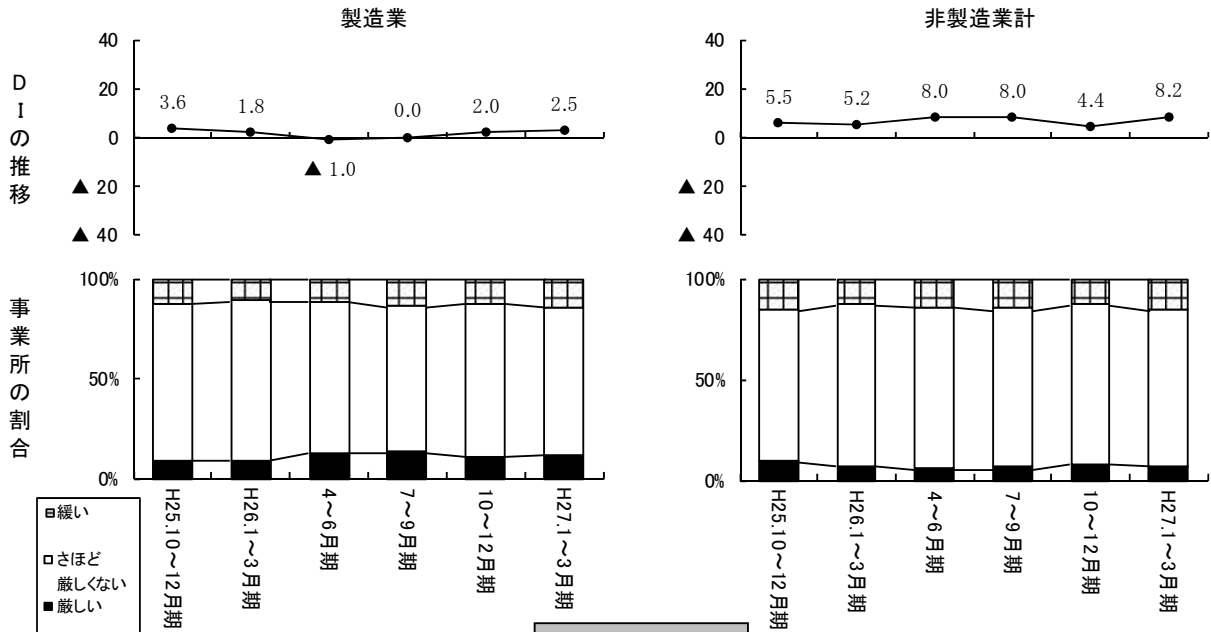 製造業
非製造業計
DIの推移
40
20
0
▲ 20
▲ 40
3.6
1.8
▲ 1.0
0.0
2.0
2.5
40
20
0
▲ 20
▲ 40
5.5
5.2
8.0
8.0
4.4
8.2
事業所の割合
100%
50%
0%
100%
50%
0%
H25.10～12月期
H26.1～3月期
4～6月期
7～9月期
10～12月期
H27.1～3月期
H25.10～12月期
H26.1～3月期
4～6月期
7～9月期
10～12月期
H27.1～3月期
緩い
さほど
厳しくない
厳しい